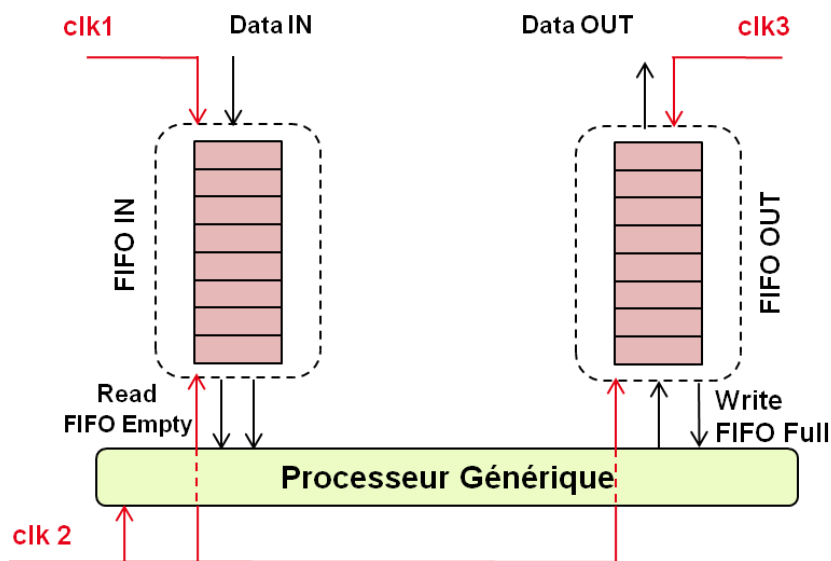 clk1
Data IN
Data OUT
clk3
FIFO IN
FIFO OUT
Read
FIFO Empty
Write
FIFO Full
Processeur Générique
clk 2